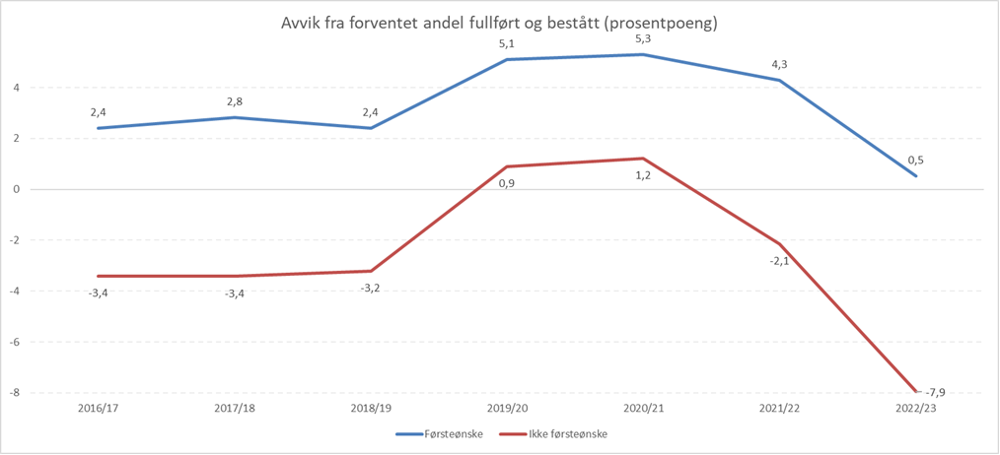 Avvik fra forventet andel fullført og bestått (prosentpoeng)
5,1 5,3
4,3
4
2,4 2,8 2,4
2
0,5
0
0,9 1,2
-2
-2,1
-3,4 -3,4 -3,2
-4
-6
-8
-7,9
2016/17 2017/18 2018/19 2019/20 2020/21 2021/22 2022/23
Førsteønske Ikke førsteønske